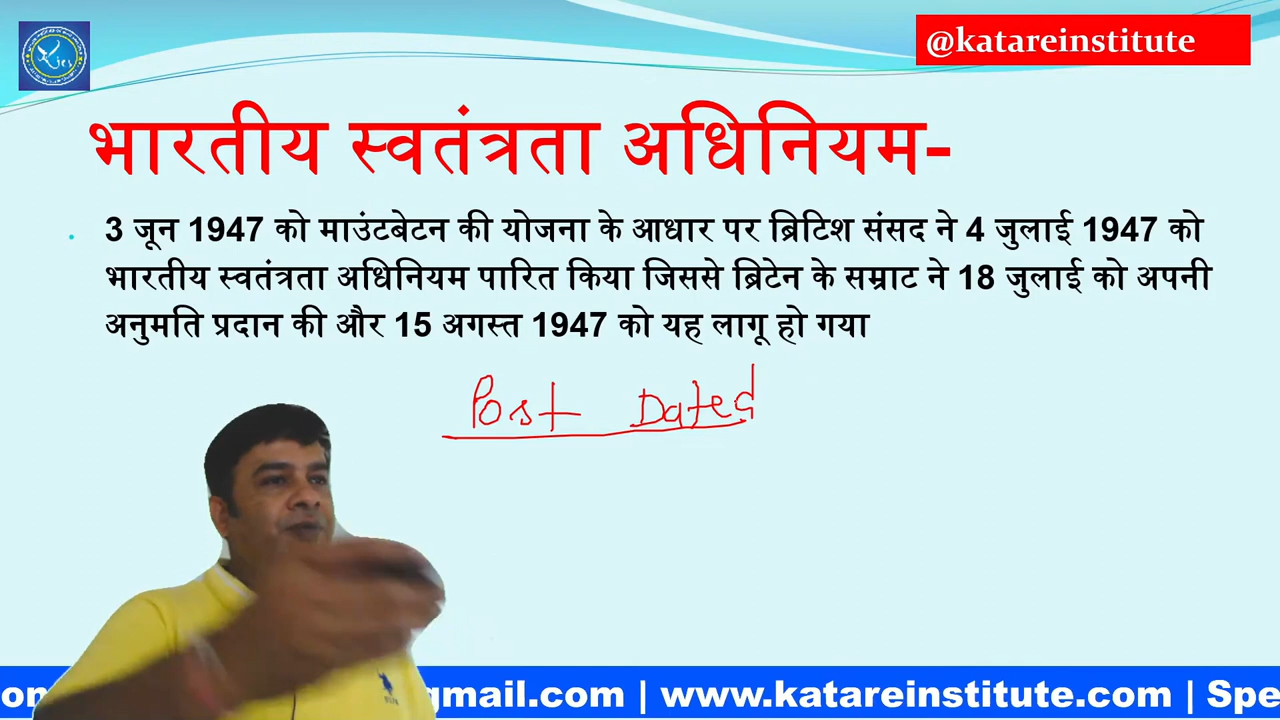 @katareinstitute
भारतीय स्वतंत्रता अधिनियम-
3 जून 1947 को माउंटबेटन की योजना के आधार पर ब्रिटिश संसद ने 4 जुलाई 1947 को
भारतीय स्वतंत्रता अधिनियम पारित किया जिससे ब्रिटेन के सम्राट ने 18 जुलाई को अपनी
अनुमति प्रदान की और 15 अगस्त 1947 को यह लागू हो गया
Post Dated
gmail.com | www.katareinstitute.com | Spe